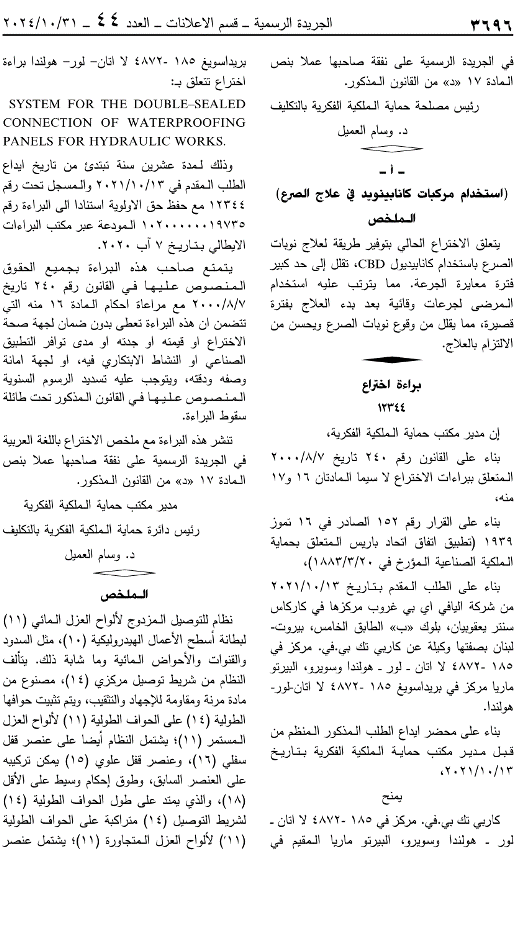 ٣٦٩٦
الجريدة الرسمية – قسم الاعلانات – العدد ٤٤ – ٢٠٢٤/١٠/٣١
في الجريدة الرسمية على نفقة صاحبها عملا بنص
المادة ١٧ «د» من القانون المذكور.
رئيس مصلحة حماية الملكية الفكرية بالتكليف
د. وسام العميل
– أ –
(استخدام مركبات كانابينويد في علاج الصرع)
الملخص
يتعلق الاختراع الحالي بتوفير طريقة لعلاج نوبات
الصرع باستخدام كانابيديول CBD، تقلل إلى حد كبير
فترة معايرة الجرعة. مما يترتب عليه استخدام
المرضى لجرعات وقائية بعد بدء العلاج بفترة
قصيرة، مما يقلل من وقوع نوبات الصرع ويحسن من
الالتزام بالعلاج.
براءة اختراع
١٢٣٤٤
إن مدير مكتب حماية الملكية الفكرية،
بناء على القانون رقم ٢٤٠ تاريخ ٢٠٠٠/٨/٧
المتعلق ببراءات الاختراع لا سيما المادتان ١٦ و١٧
منه،
بناء على القرار رقم ١٥٢ الصادر في ١٦ تموز
١٩٣٩ (تطبيق اتفاق اتحاد باريس المتعلق بحماية
الملكية الصناعية المؤرخ في ١٨٨٣/٣/٢٠)،
بناء على الطلب المقدم بتاريخ ٢٠٢١/١٠/١٣
من شركة اليافي اي بي غروب مركزها في كاركاس
سنتر يعقوبيان، بلوك «ب» الطابق الخامس، بيروت-
لبنان بصفتها وكيلة عن كاربي تك بي.في. مركز في
١٨٥ -٤٨٧٢ لا اتان - لور - هولندا وسويرو، البيرتو
ماريا مركز في بريداسويغ ١٨٥ -٤٨٧٢ لا اتان-لور-
هولندا.
بناء على محضر ايداع الطلب المذكور المنظم من
قبل مدير مكتب حماية الملكية الفكرية بتاريخ
٢٠٢١/١٠/١٣،
يمنح
كاربي تك بي.في. مركز في ١٨٥ -٤٨٧٢ لا اتان ـ
لور ـ هولندا وسويرو، البيرتو ماريا المقيم في
بريداسويغ ١٨٥ -٤٨٧٢ لا اتان– لور– هولندا براءة
اختراع تتعلق بـ:
SYSTEM FOR THE DOUBLE–SEALED
CONNECTION OF WATERPROOFING
PANELS FOR HYDRAULIC WORKS.
وذلك لمدة عشرين سنة تبتدئ من تاريخ ايداع
الطلب المقدم في ٢٠٢١/١٠/١٣ والمسجل تحت رقم
١٢٣٤٤ مع حفظ حق الاولوية استنادا الى البراءة رقم
١٠٢٠٠٠٠٠٠١٩٧٣٥ المودعة عبر مكتب البراءات
الايطالي بتاريخ ٧ آب ٢٠٢٠.
يتمتع صاحب هذه البراءة بجميع الحقوق
المنصوص عليها في القانون رقم ٢٤٠ تاريخ
٢٠٠٠/٨/٧ مع مراعاة احكام المادة ١٦ منه التي
تتضمن ان هذه البراءة تعطى بدون ضمان لجهة صحة
الاختراع او قيمته او جدته او مدى توافر التطبيق
الصناعي او النشاط الابتكاري فيه، او لجهة امانة
وصفه ودقته، ويتوجب عليه تسديد الرسوم السنوية
المنصوص عليها في القانون المذكور تحت طائلة
سقوط البراءة.
تنشر هذه البراءة مع ملخص الاختراع باللغة العربية
في الجريدة الرسمية على نفقة صاحبها عملا بنص
المادة ١٧ «د» من القانون المذكور.
مدير مكتب حماية الملكية الفكرية
رئيس دائرة حماية الملكية الفكرية بالتكليف
د. وسام العميل
الملخص
نظام للتوصيل المزدوج لألواح العزل المائي (١١)
لبطانة أسطح الأعمال الهيدروليكية (١٠)، مثل السدود
والقنوات والأحواض المائية وما شابة ذلك. يتألف
النظام من شريط توصيل مركزي (١٤)، مصنوع من
مادة مرنة ومقاومة للإجهاد والتثقيب، ويتم تثبيت حوافها
الطولية (١٤) على الحواف الطولية (١١) لألواح العزل
المستمر (١١)؛ يشتمل النظام أيضا على عنصر قفل
سفلي (١٦)، وعنصر قفل علوي (١٥) يمكن تركيبه
على العنصر السابق، وطوق إحكام وسيط على الأقل
(١٨)، والذي يمتد على طول الحواف الطولية (١٤)
لشريط التوصيل (١٤) متراكبة على الحواف الطولية
(١١') لألواح العزل المتجاورة (١١)؛ يشتمل عنصر